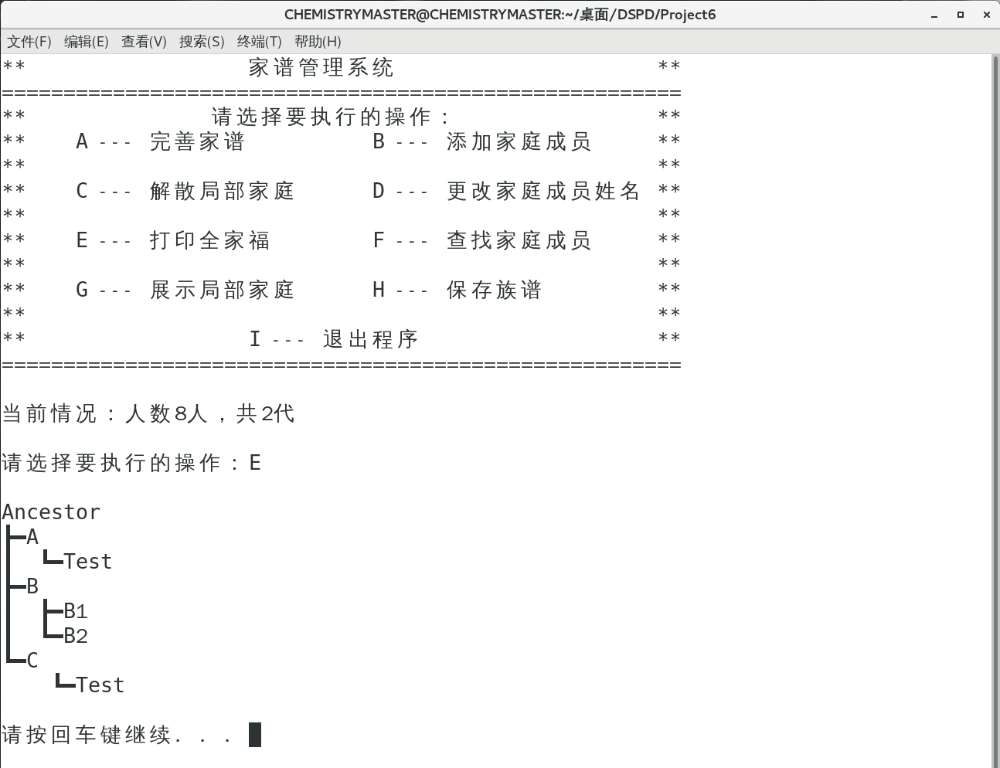 CHEMISTRYMASTER@CHEMISTRYMASTER:~/桌面/DSPD/Project6
文件(F) 编辑(E) 查看(V) 搜索(S) 终端(T) 帮助(H)
**                  家谱管理系统                     **
=======================================================
**               请选择要执行的操作：                **
**    A --- 完善家谱          B --- 添加家庭成员     **
**                                                   **
**    C --- 解散局部家庭      D --- 更改家庭成员姓名 **
**                                                   **
**    E --- 打印全家福        F --- 查找家庭成员     **
**                                                   **
**    G --- 展示局部家庭      H --- 保存族谱         **
**                                                   **
**                  I --- 退出程序                   **
=======================================================
当前情况：人数8人，共2代
请选择要执行的操作：E
Ancestor
┣━A
┃  ┗━Test
┣━B
┃  ┣━B1
┃  ┗━B2
┗━C
    ┗━Test
请按回车键继续. . .